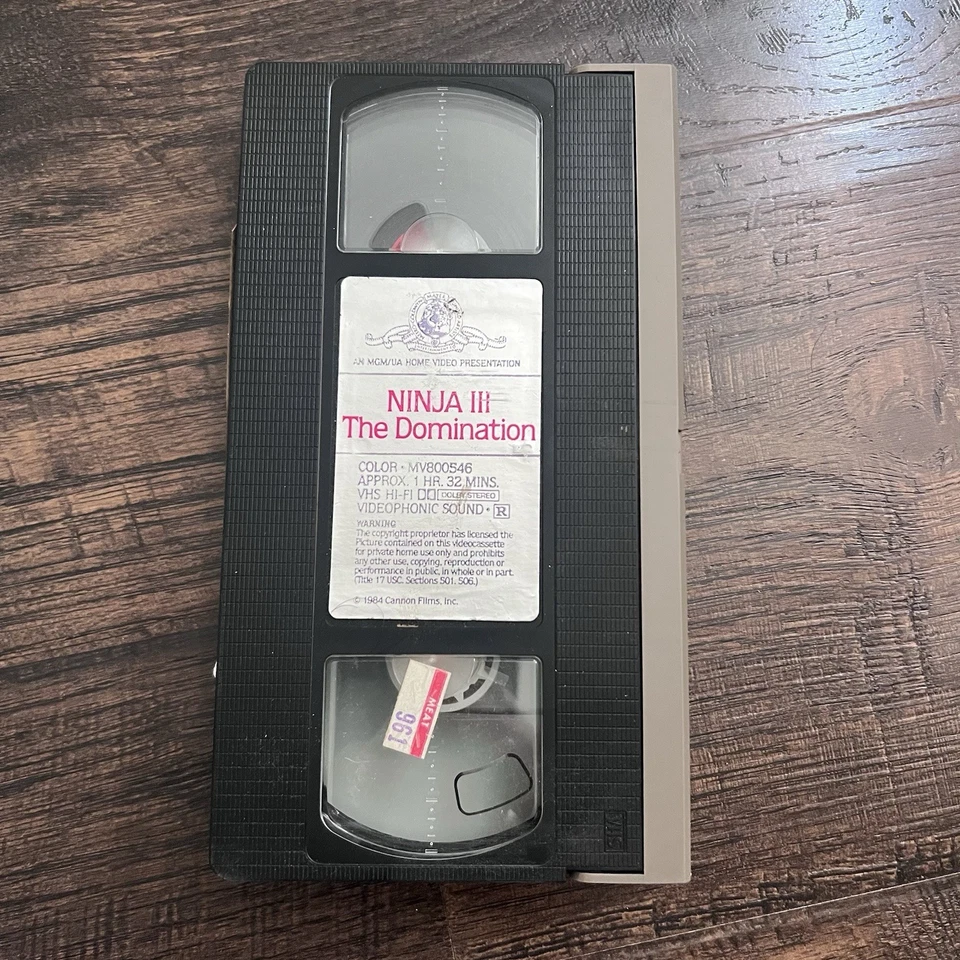 AN MGM/UA HOME VIDEO PRESENTATION
NINJA III
The Domination
COLOR • MV800546
APPROX. 1 HR. 32 MINS.
VHS HI-FI DOLBY STEREO
VIDEOPHONIC SOUND • R
WARNING
The copyright proprietor has licensed the
Picture contained on this videocassette
for private home use only and prohibits
any other use, copying, reproduction or
performance in public, in whole or in part.
(Title 17 USC. Sections 501. 506.)
© 1984 Cannon Films, Inc.
MEAT
961
VHS